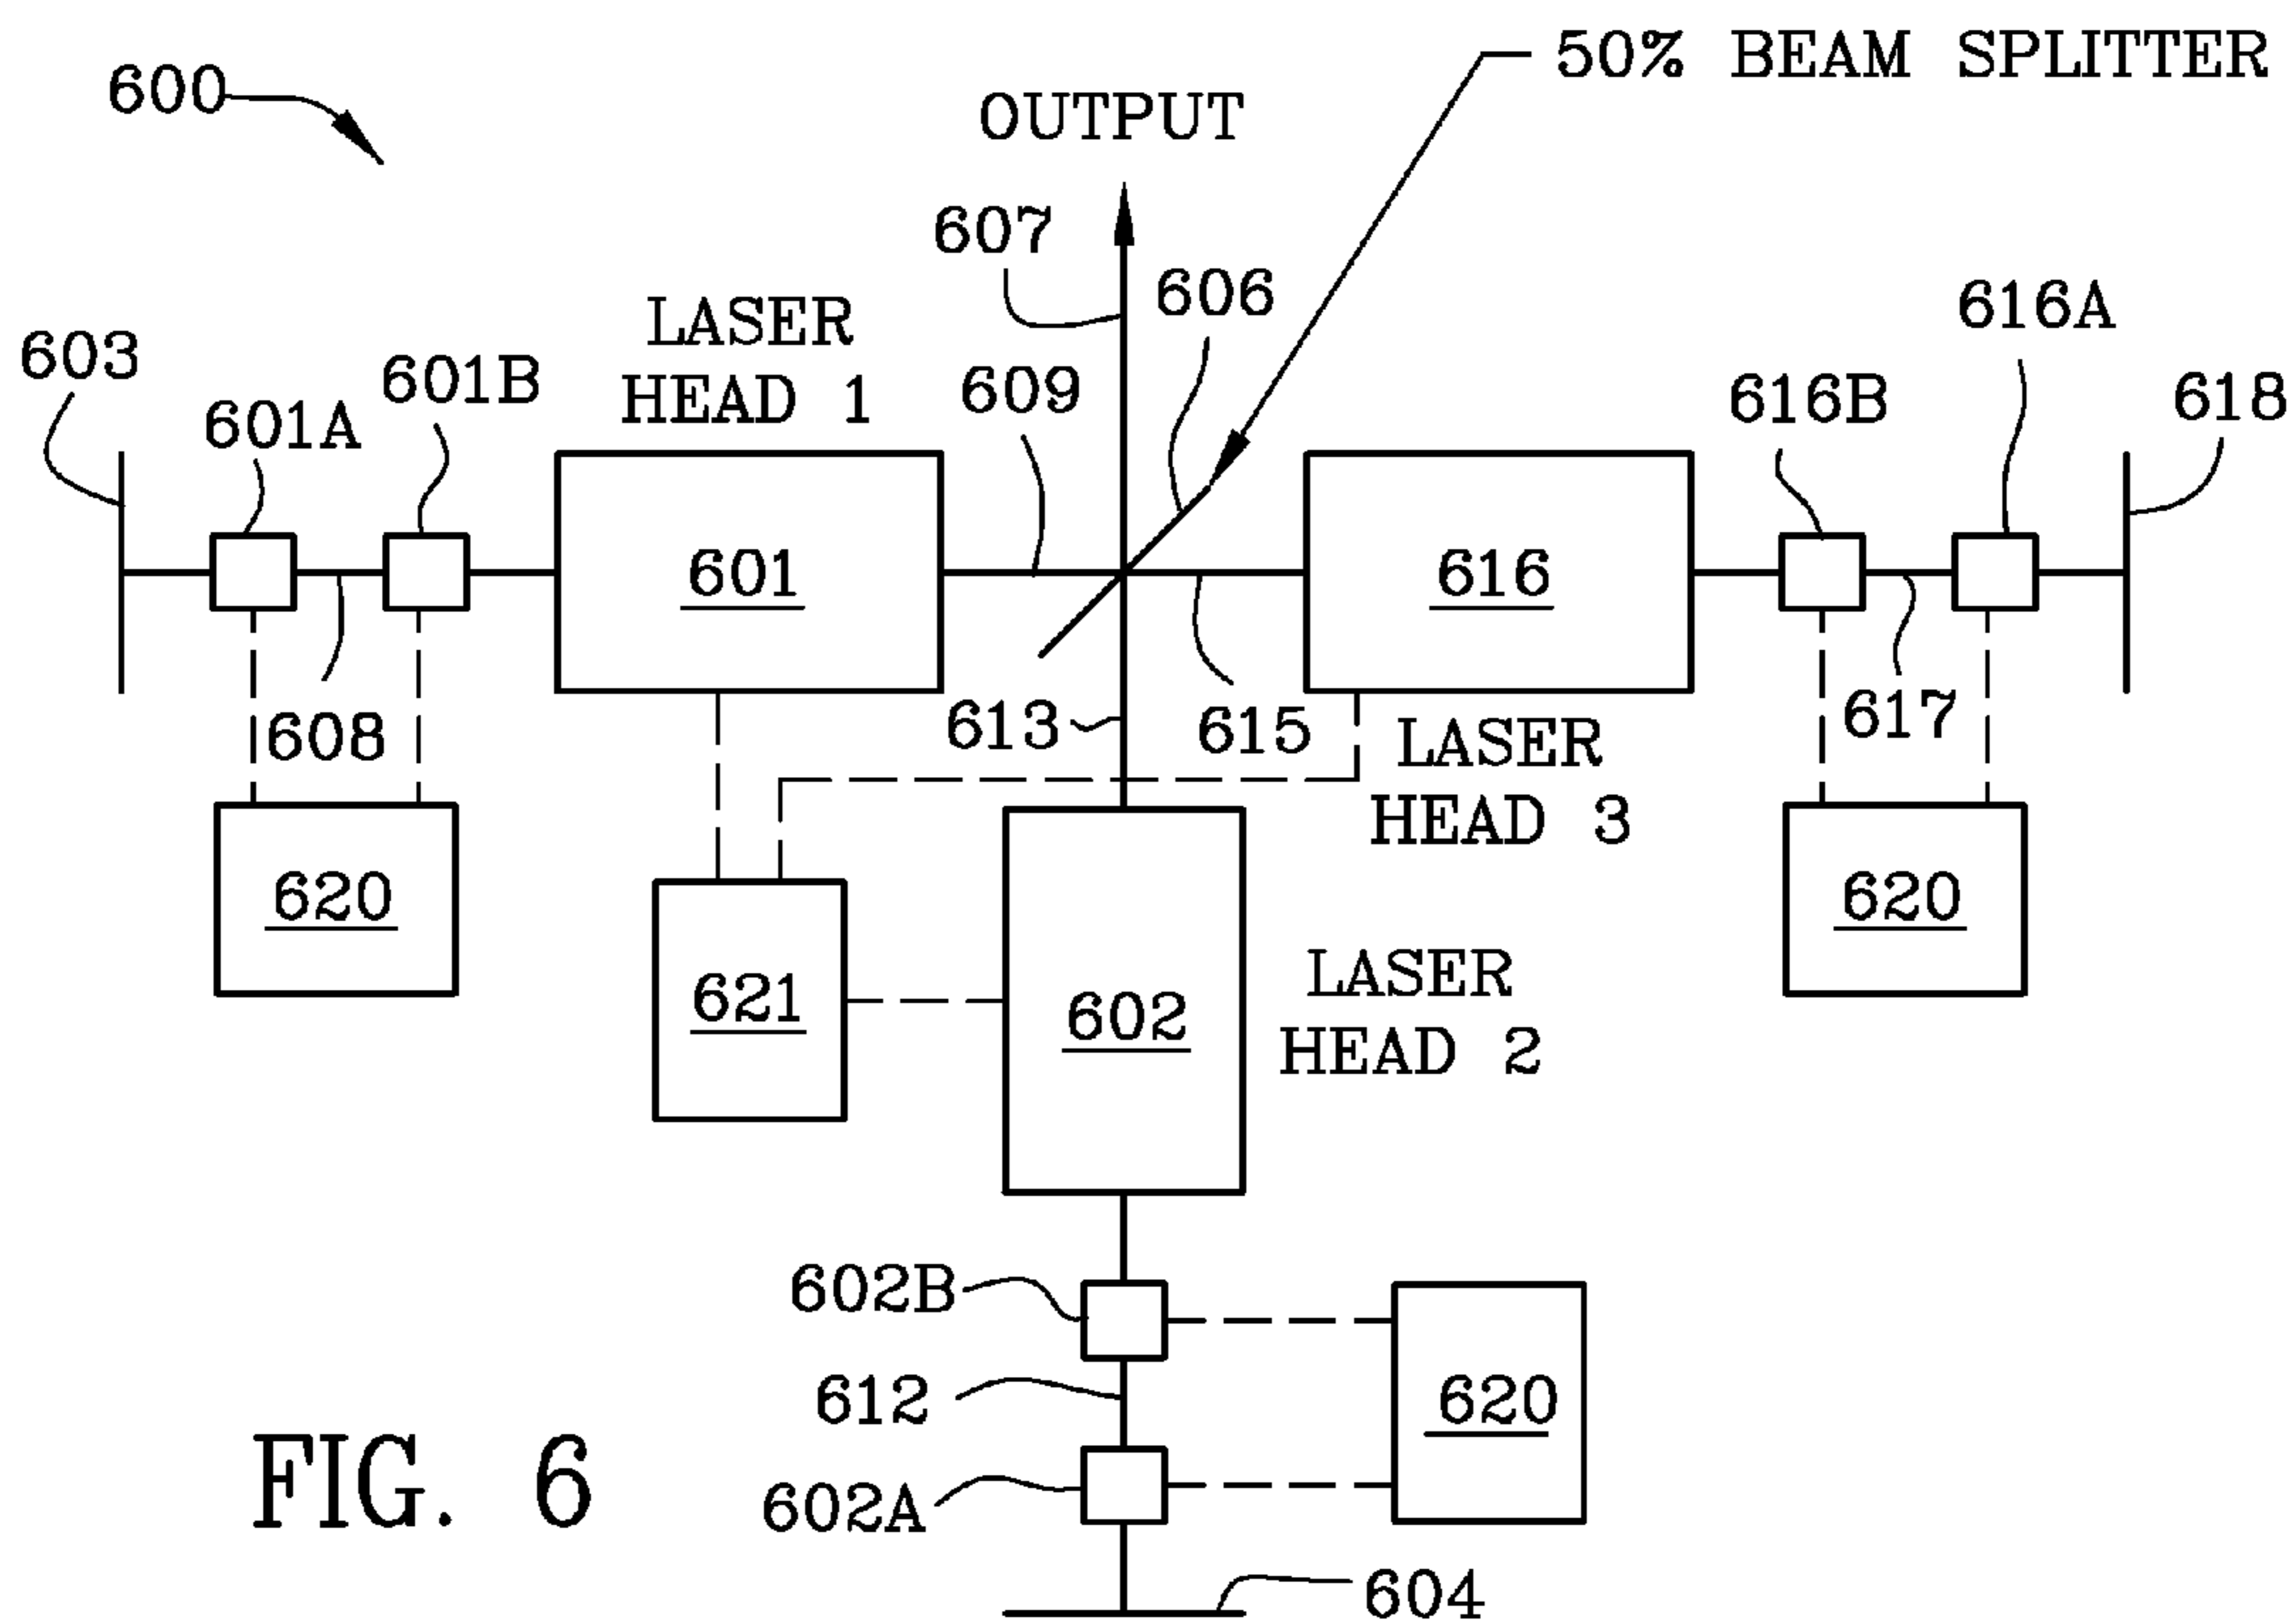 600
50% BEAM SPLITTER
OUTPUT
607
606
616A
LASER
HEAD 1
603
601B
609
616B
618
601A
601
616
608
613
615
617
LASER
HEAD 3
620
620
621
602
LASER
HEAD 2
602B
612
620
602A
604
FIG. 6